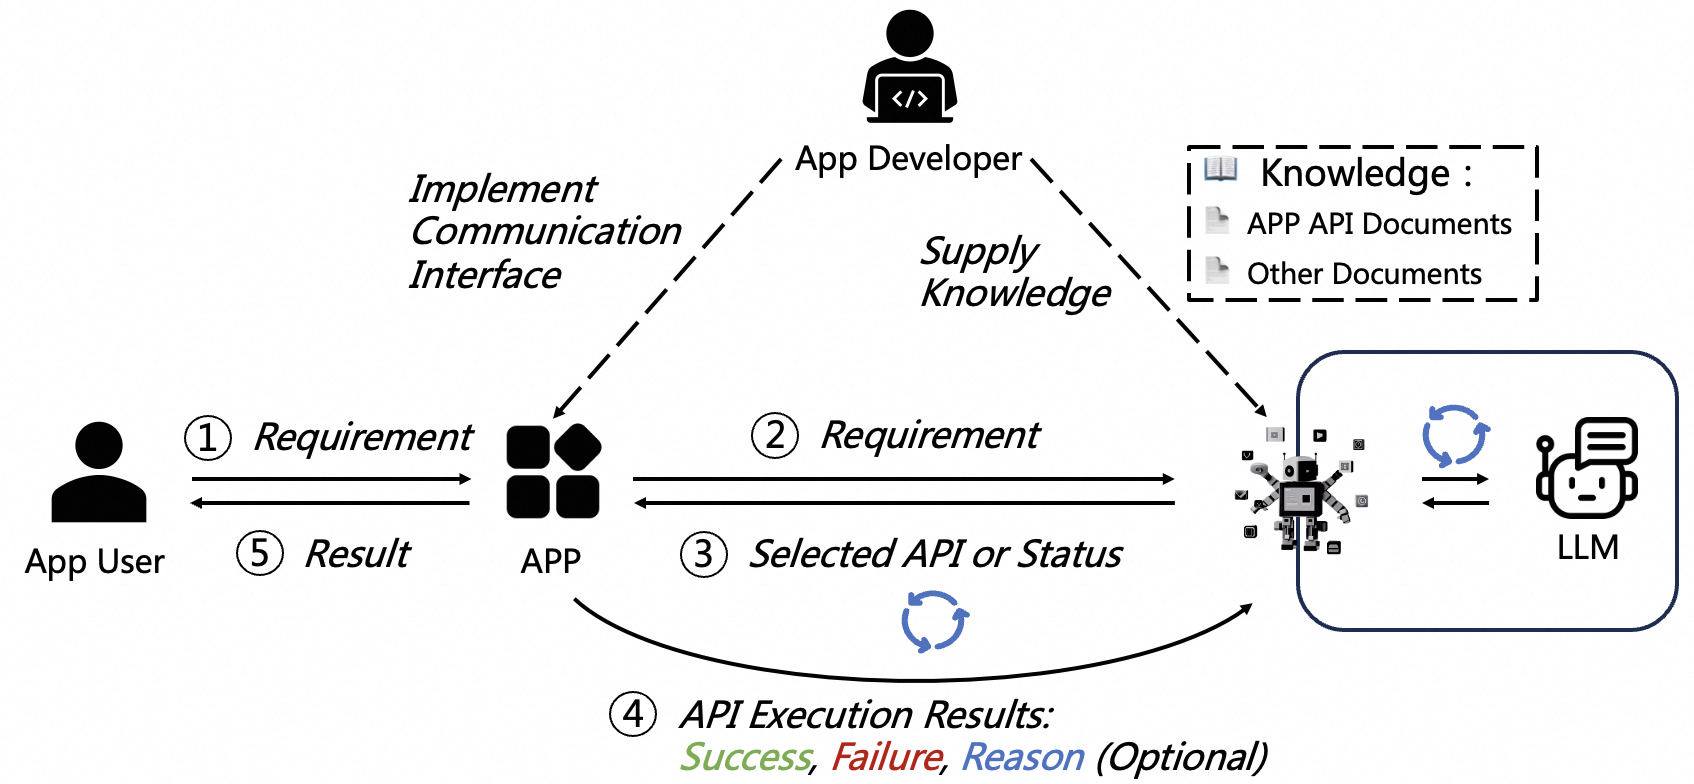 </>
App Developer
Implement
Communication
Interface
Supply
Knowledge
Knowledge :
APP API Documents
Other Documents
① Requirement
② Requirement
⑤ Result
③ Selected API or Status
App User
APP
LLM
④ API Execution Results:
Success, Failure, Reason (Optional)